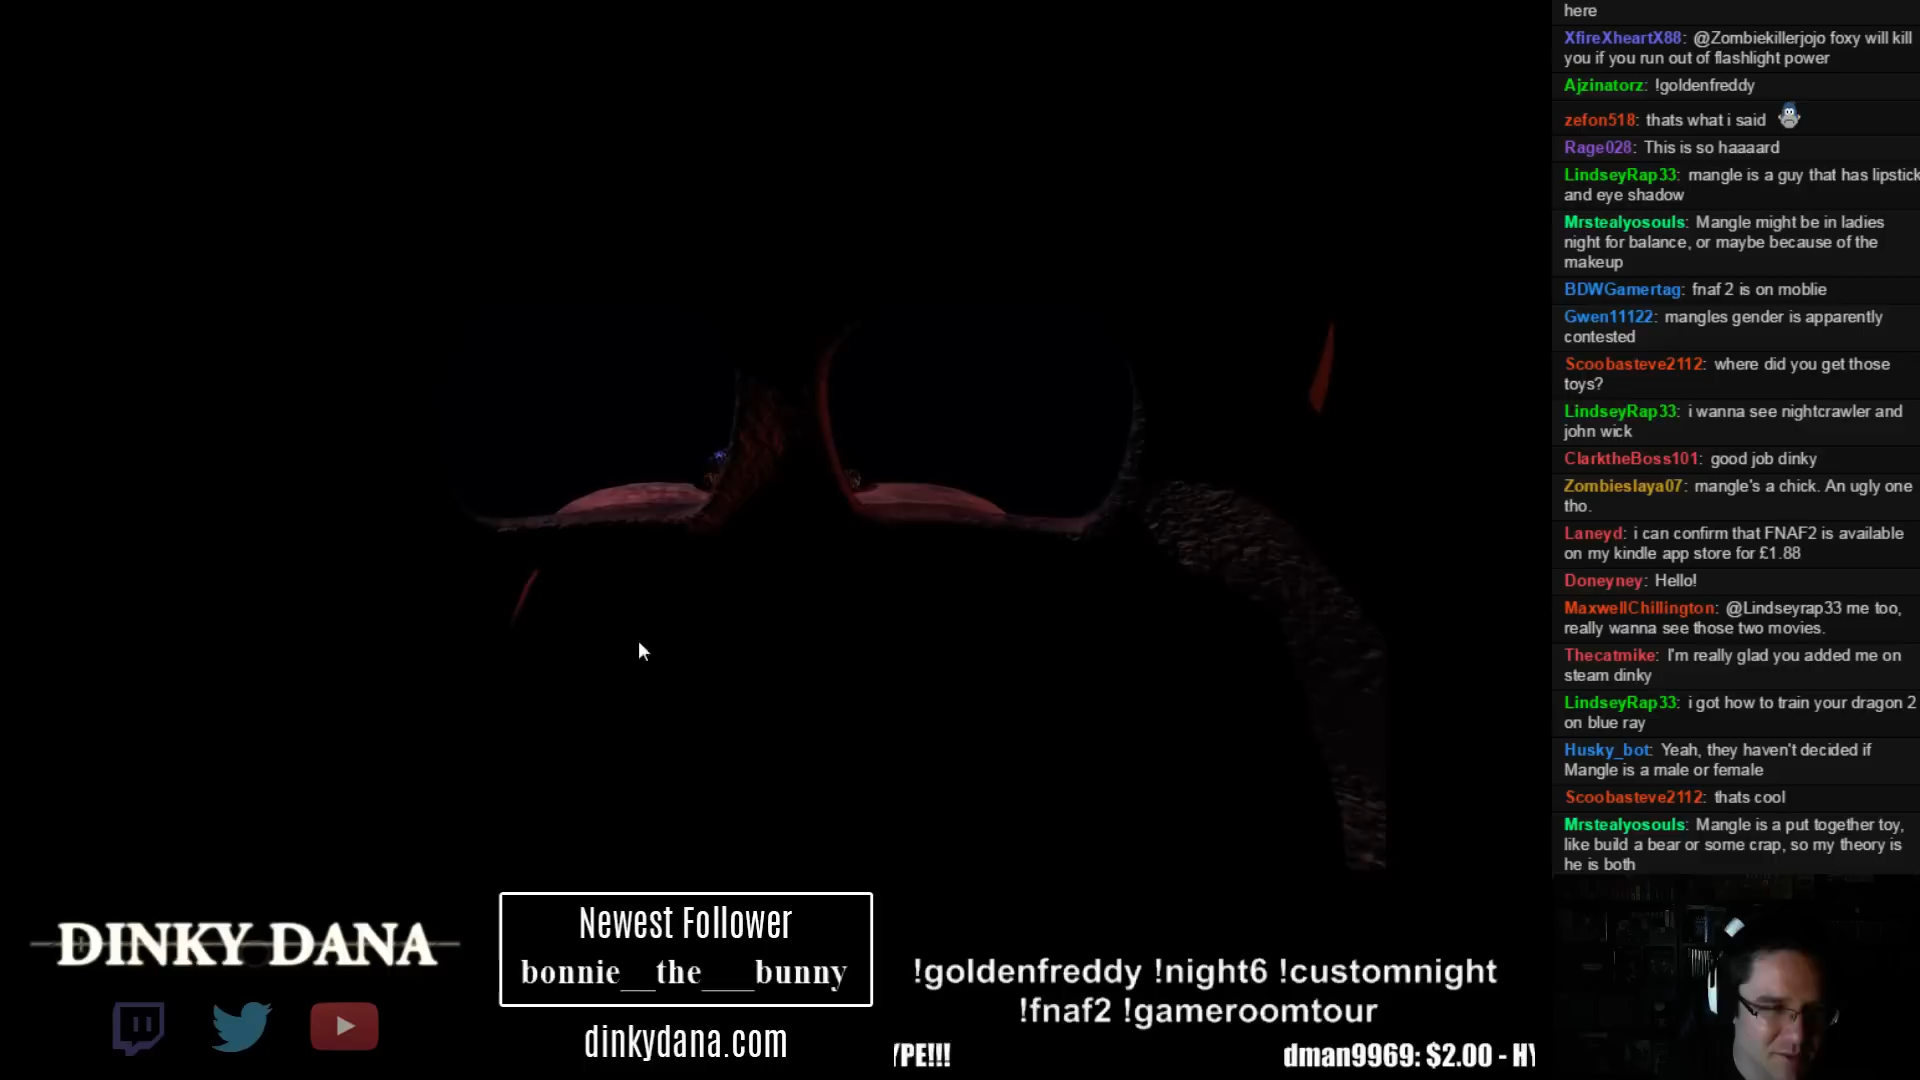 here
XfireXheartX88: @Zombiekillerjojo foxy will kill
you if you run out of flashlight power
Ajzinatorz: !goldenfreddy
zefon518: thats what i said
Rage028: This is so haaaard
LindseyRap33: mangle is a guy that has lipstick
and eye shadow
Mrstealyosouls: Mangle might be in ladies
night for balance, or maybe because of the
makeup
BDWGamertag: fnaf 2 is on moblie
Gwen11122: mangles gender is apparently
contested
Scoobasteve2112: where did you get those
toys?
LindseyRap33: i wanna see nightcrawler and
john wick
ClarktheBoss101: good job dinky
Zombieslaya07: mangle's a chick. An ugly one
tho.
Laneyd: i can confirm that FNAF2 is available
on my kindle app store for £1.88
Doneyney: Hello!
MaxwellChillington: @Lindseyrap33 me too,
really wanna see those two movies.
Thecatmike: I'm really glad you added me on
steam dinky
LindseyRap33: i got how to train your dragon 2
on blue ray
Husky_bot: Yeah, they haven't decided if
Mangle is a male or female
Scoobasteve2112: thats cool
Mrstealyosouls: Mangle is a put together toy,
like build a bear or some crap, so my theory is
he is both
DINKY DANA
Newest Follower
bonnie__the___bunny
dinkydana.com
!goldenfreddy !night6 !customnight
!fnaf2 !gameroomtour
YPE!!! dman9969: $2.00 - HY